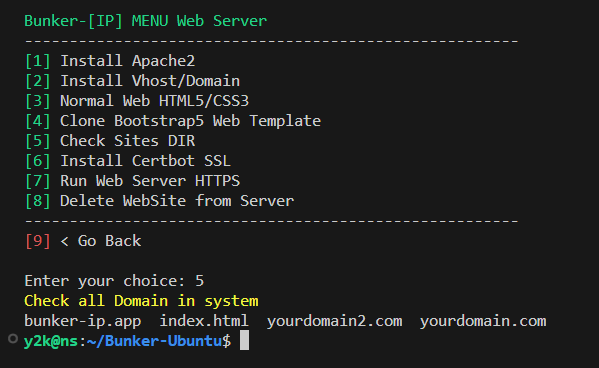 Bunker-[IP] MENU Web Server
-------------------------------------------------------
[1] Install Apache2
[2] Install Vhost/Domain
[3] Normal Web HTML5/CSS3
[4] Clone Bootstrap5 Web Template
[5] Check Sites DIR
[6] Install Certbot SSL
[7] Run Web Server HTTPS
[8] Delete WebSite from Server
-------------------------------------------------------
[9] < Go Back
Enter your choice: 5
Check all Domain in system
bunker-ip.app  index.html  yourdomain2.com  yourdomain.com
y2k@ns:~/Bunker-Ubuntu$